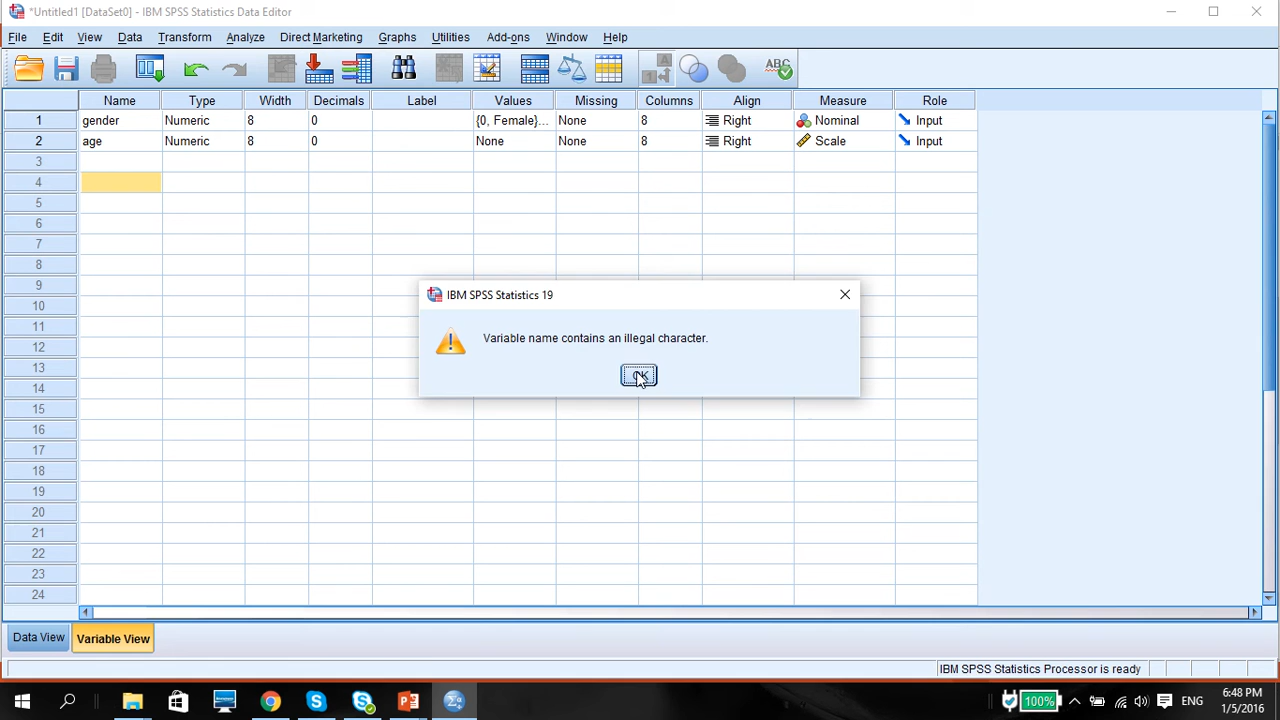 *Untitled1 [DataSet0] - IBM SPSS Statistics Data Editor
File Edit View Data Transform Analyze Direct Marketing Graphs Utilities Add-ons Window Help
Name Type Width Decimals Label Values Missing Columns Align Measure Role
1 gender Numeric 8 0 {0, Female}... None 8 Right Nominal Input
2 age Numeric 8 0 None None 8 Right Scale Input
3
4
5
6
7
8
9
10
11
12
13
14
15
16
17
18
19
20
21
22
23
24
IBM SPSS Statistics 19
Variable name contains an illegal character.
OK
Data View Variable View
IBM SPSS Statistics Processor is ready
100% ENG
6:48 PM
1/5/2016